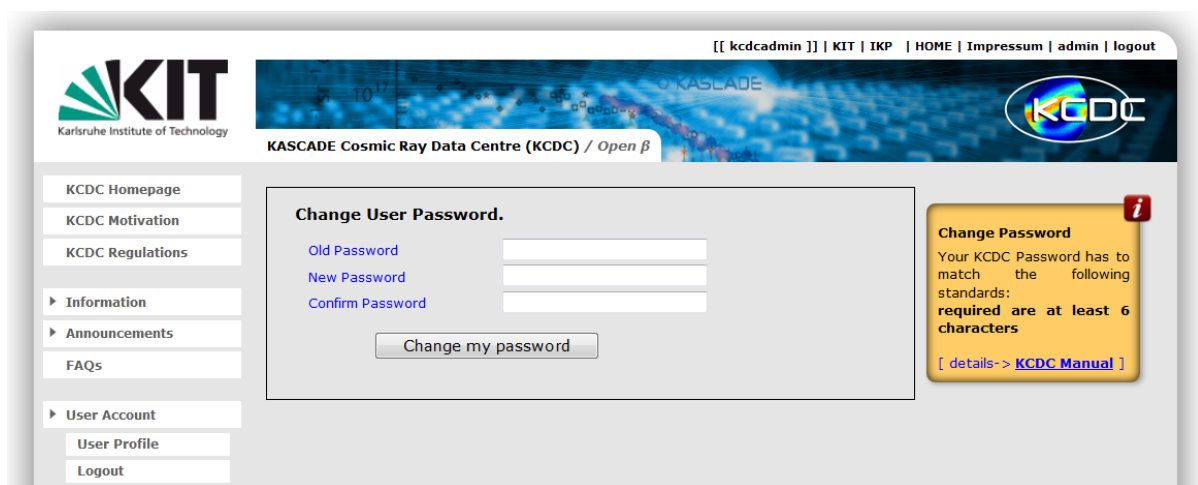 [[ kcdcadmin ]] | KIT | IKP | HOME | Impressum | admin | logout
KIT
Karlsruhe Institute of Technology
10¹⁷
KASCADE
KCDC
KASCADE Cosmic Ray Data Centre (KCDC) / Open β
KCDC Homepage
KCDC Motivation
KCDC Regulations
Information
Announcements
FAQs
User Account
User Profile
Logout
Change User Password.
Old Password
New Password
Confirm Password
Change my password
i
Change Password
Your KCDC Password has to
match the following
standards:
required are at least 6
characters
[ details-> KCDC Manual ]